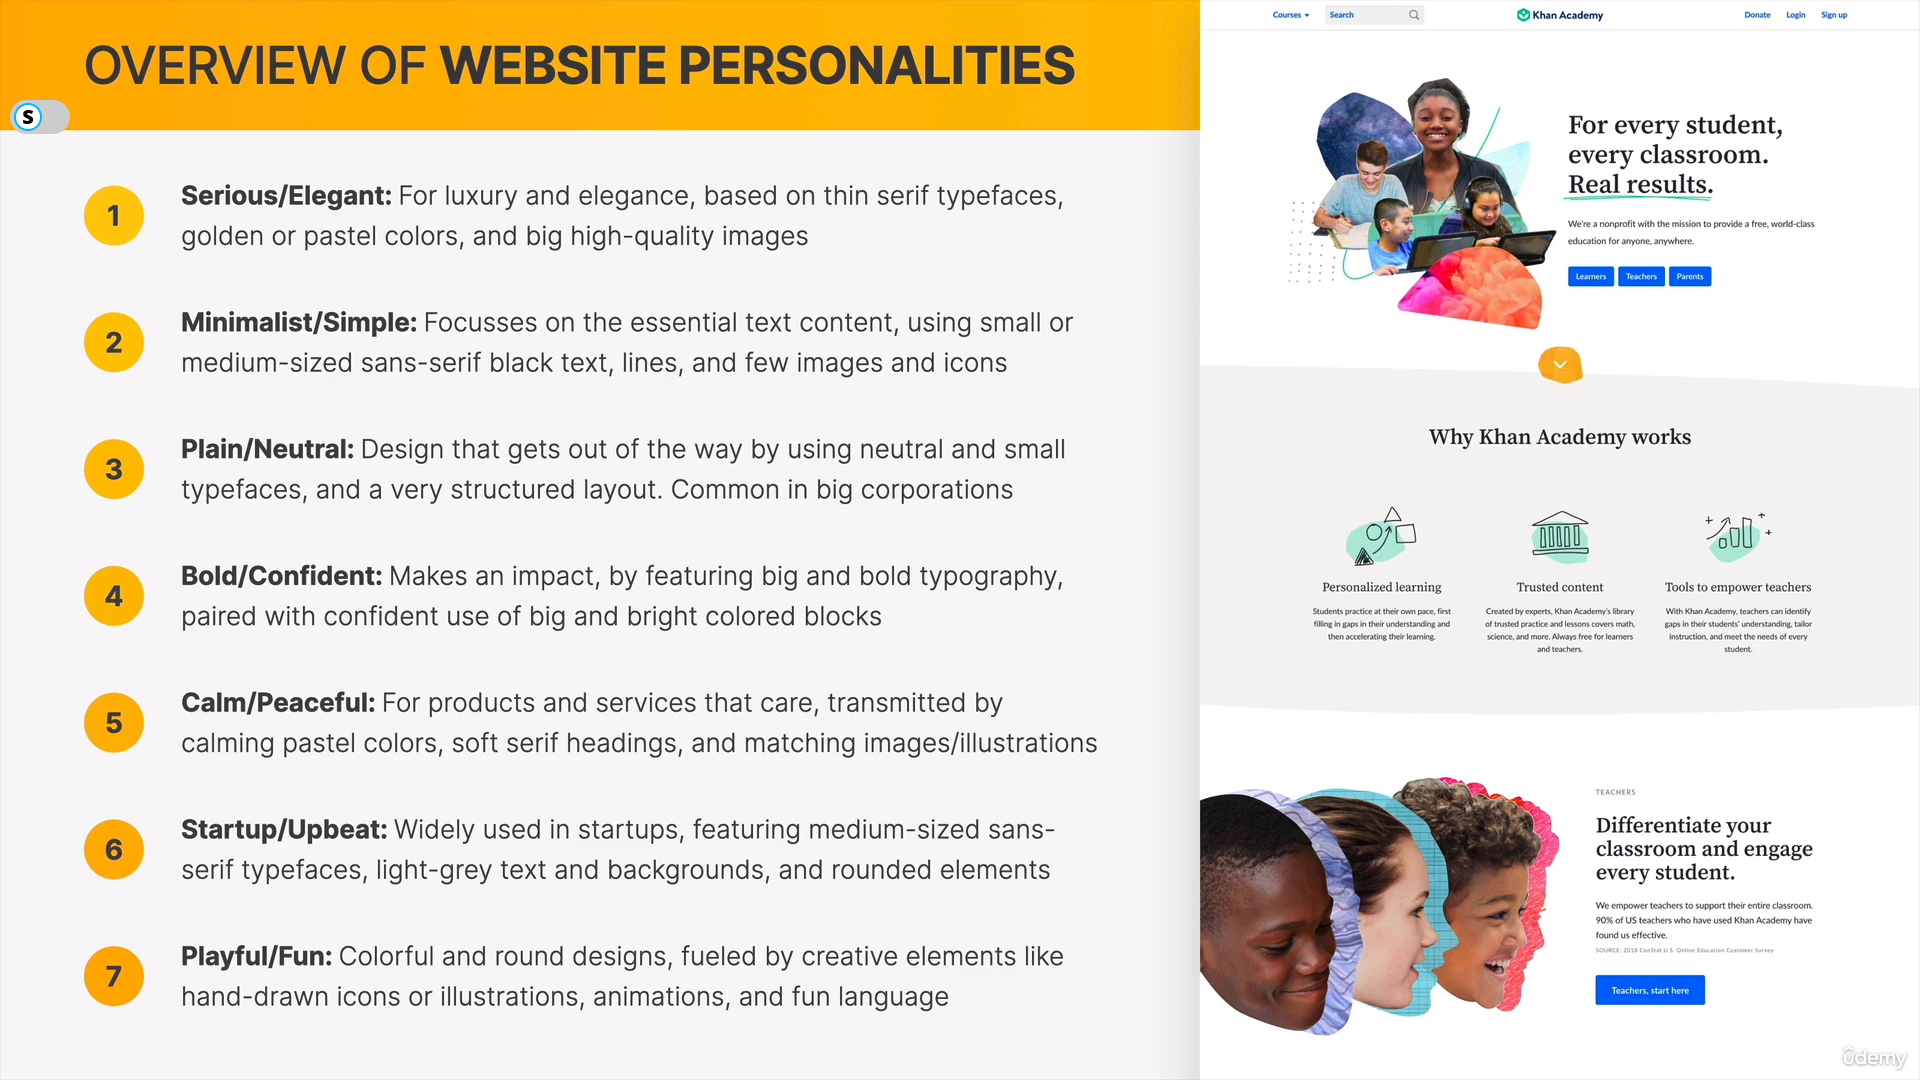 OVERVIEW OF WEBSITE PERSONALITIES
S
1
Serious/Elegant: For luxury and elegance, based on thin serif typefaces,
golden or pastel colors, and big high-quality images
2
Minimalist/Simple: Focusses on the essential text content, using small or
medium-sized sans-serif black text, lines, and few images and icons
3
Plain/Neutral: Design that gets out of the way by using neutral and small
typefaces, and a very structured layout. Common in big corporations
4
Bold/Confident: Makes an impact, by featuring big and bold typography,
paired with confident use of big and bright colored blocks
5
Calm/Peaceful: For products and services that care, transmitted by
calming pastel colors, soft serif headings, and matching images/illustrations
6
Startup/Upbeat: Widely used in startups, featuring medium-sized sans-
serif typefaces, light-grey text and backgrounds, and rounded elements
7
Playful/Fun: Colorful and round designs, fueled by creative elements like
hand-drawn icons or illustrations, animations, and fun language
Courses Search Khan Academy Donate Login Sign up
For every student,
every classroom.
Real results.
We're a nonprofit with the mission to provide a free, world-class
education for anyone, anywhere.
Learners Teachers Parents
Why Khan Academy works
Personalized learning
Students practice at their own pace, first
filling in gaps in their understanding and
then accelerating their learning.
Trusted content
Created by experts, Khan Academy's library
of trusted practice and lessons covers math,
science, and more. Always free for learners
and teachers.
Tools to empower teachers
With Khan Academy, teachers can identify
gaps in their students' understanding, tailor
instruction, and meet the needs of every
student.
TEACHERS
Differentiate your
classroom and engage
every student.
We empower teachers to support their entire classroom.
90% of US teachers who have used Khan Academy have
found us effective.
SOURCE: 2018 ConStat U.S. Online Education Customer Survey
Teachers, start here
ûdemy